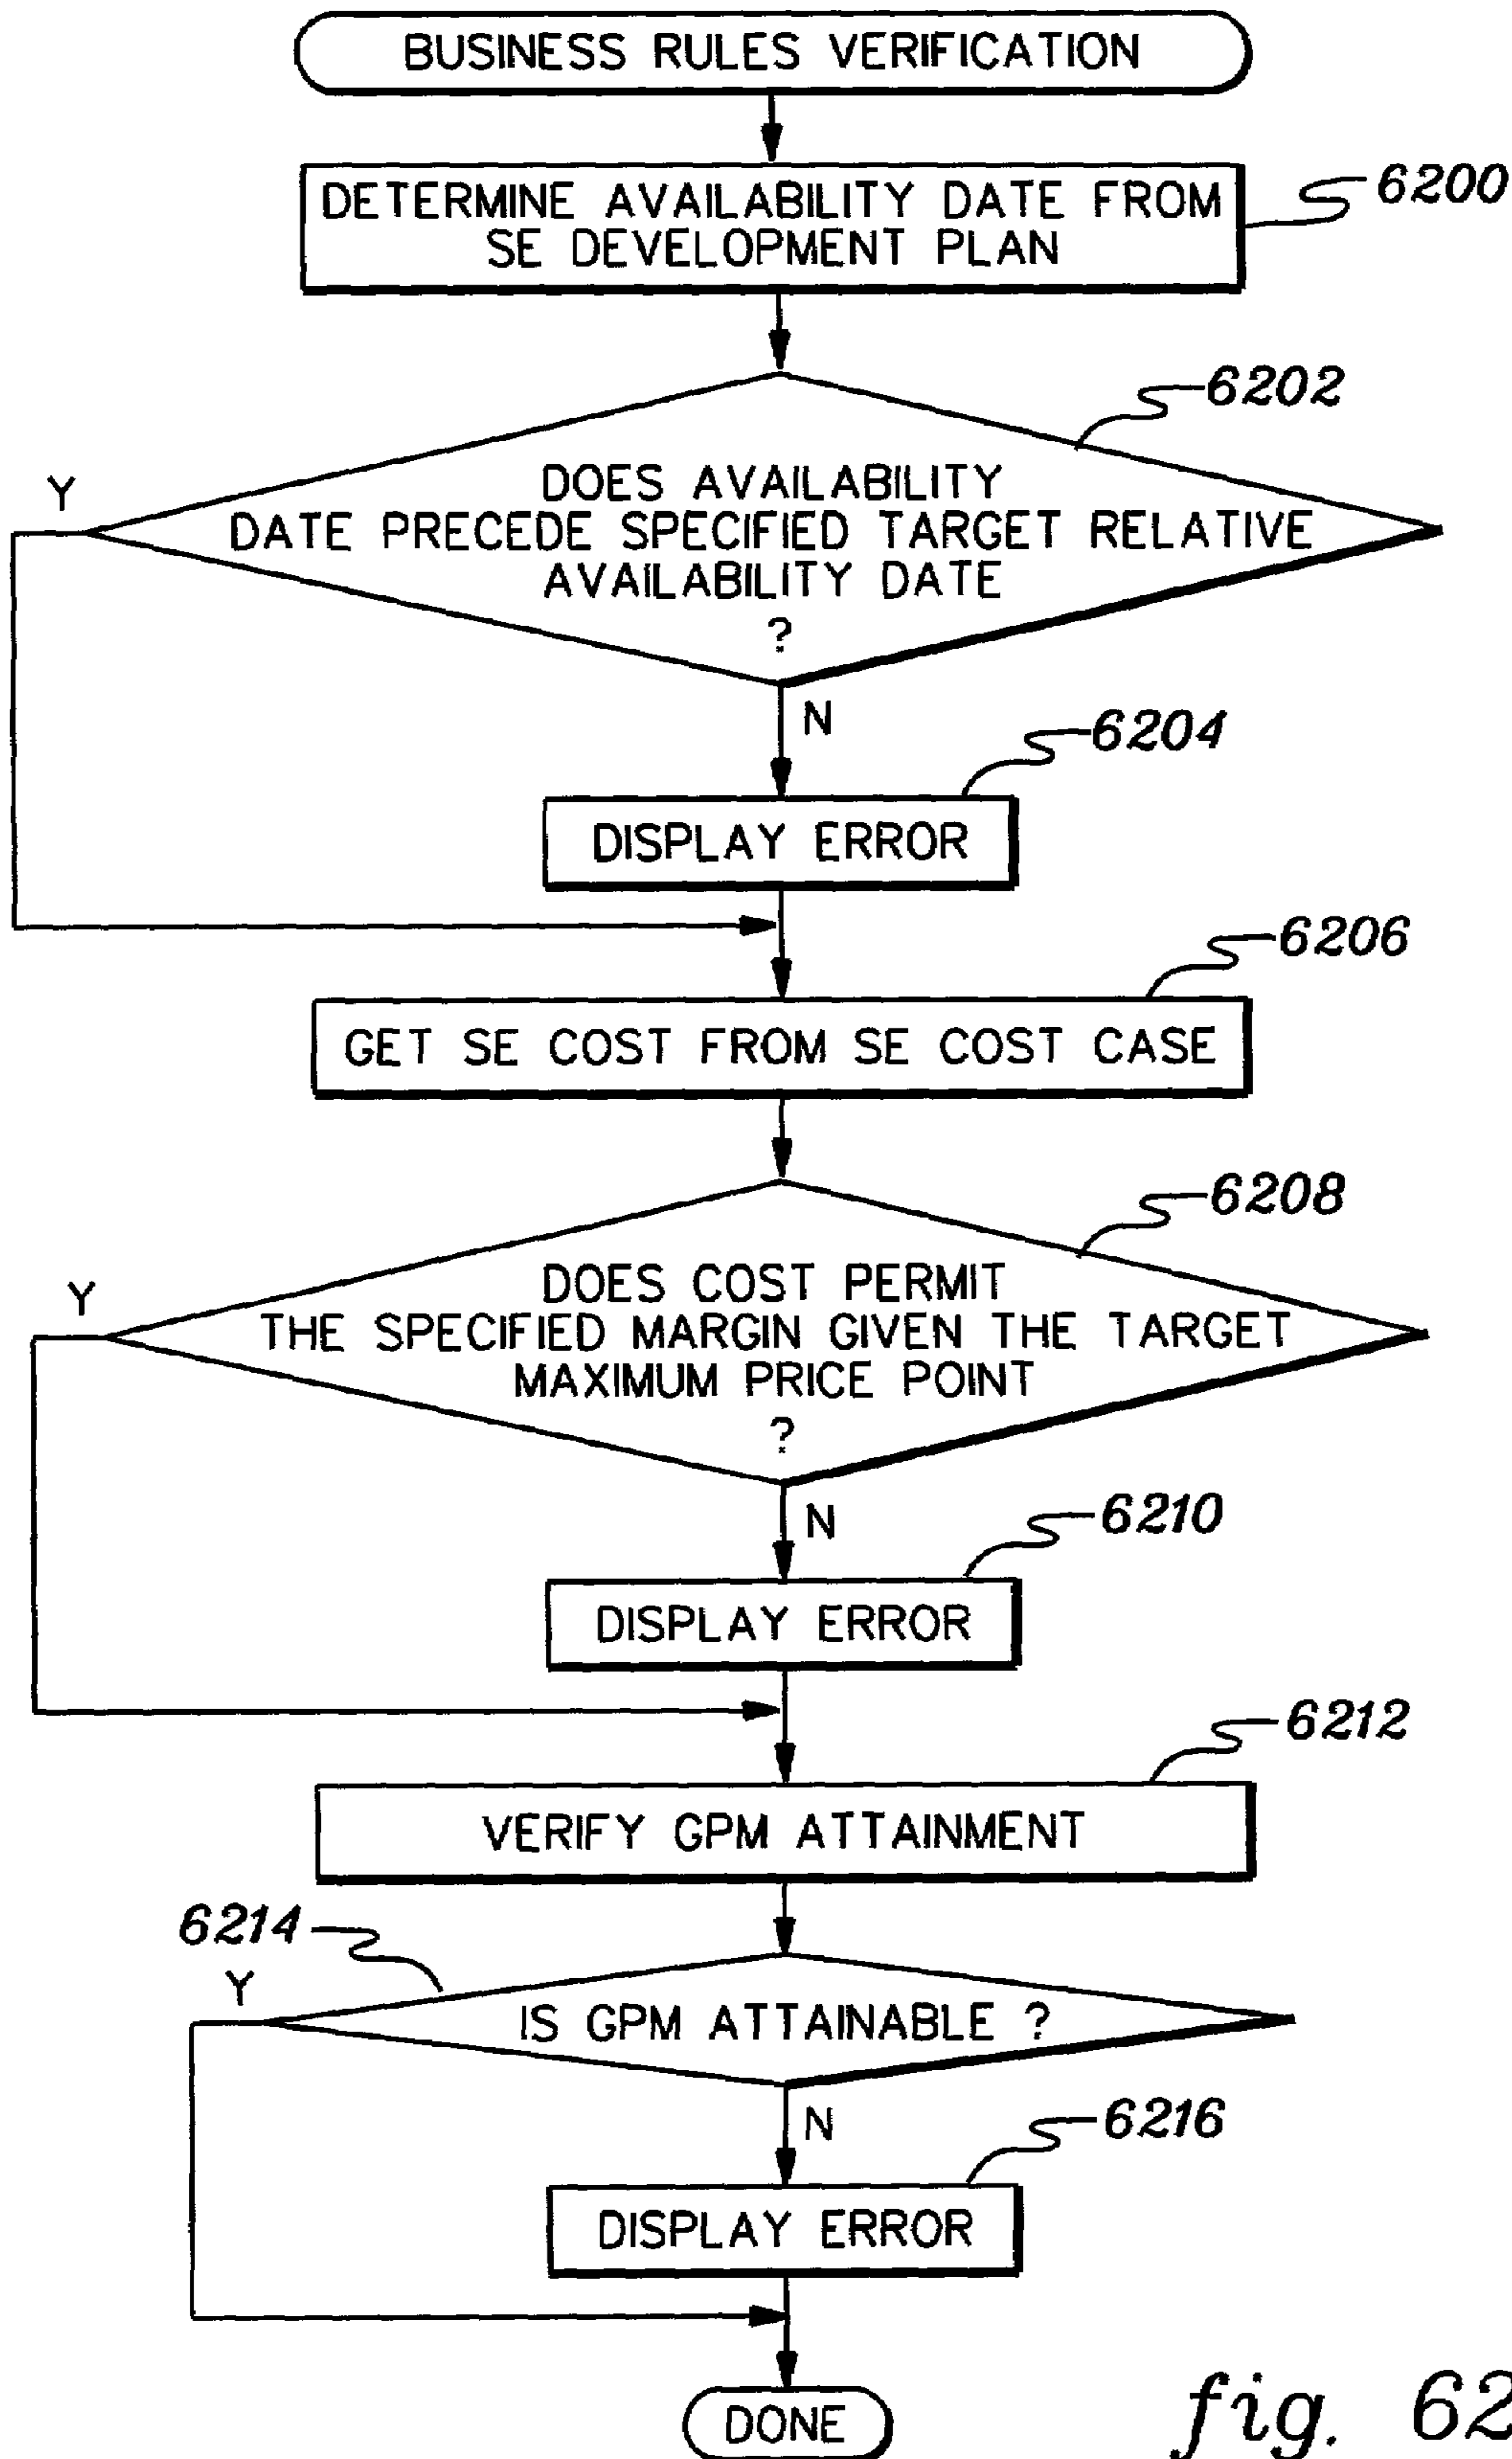 BUSINESS RULES VERIFICATION
DETERMINE AVAILABILITY DATE FROM
SE DEVELOPMENT PLAN
6200
6202
DOES AVAILABILITY
DATE PRECEDE SPECIFIED TARGET RELATIVE
AVAILABILITY DATE
?
Y
N
6204
DISPLAY ERROR
6206
GET SE COST FROM SE COST CASE
6208
DOES COST PERMIT
THE SPECIFIED MARGIN GIVEN THE TARGET
MAXIMUM PRICE POINT
?
Y
N
6210
DISPLAY ERROR
6212
VERIFY GPM ATTAINMENT
6214
Y
IS GPM ATTAINABLE ?
N
6216
DISPLAY ERROR
DONE
fig. 62